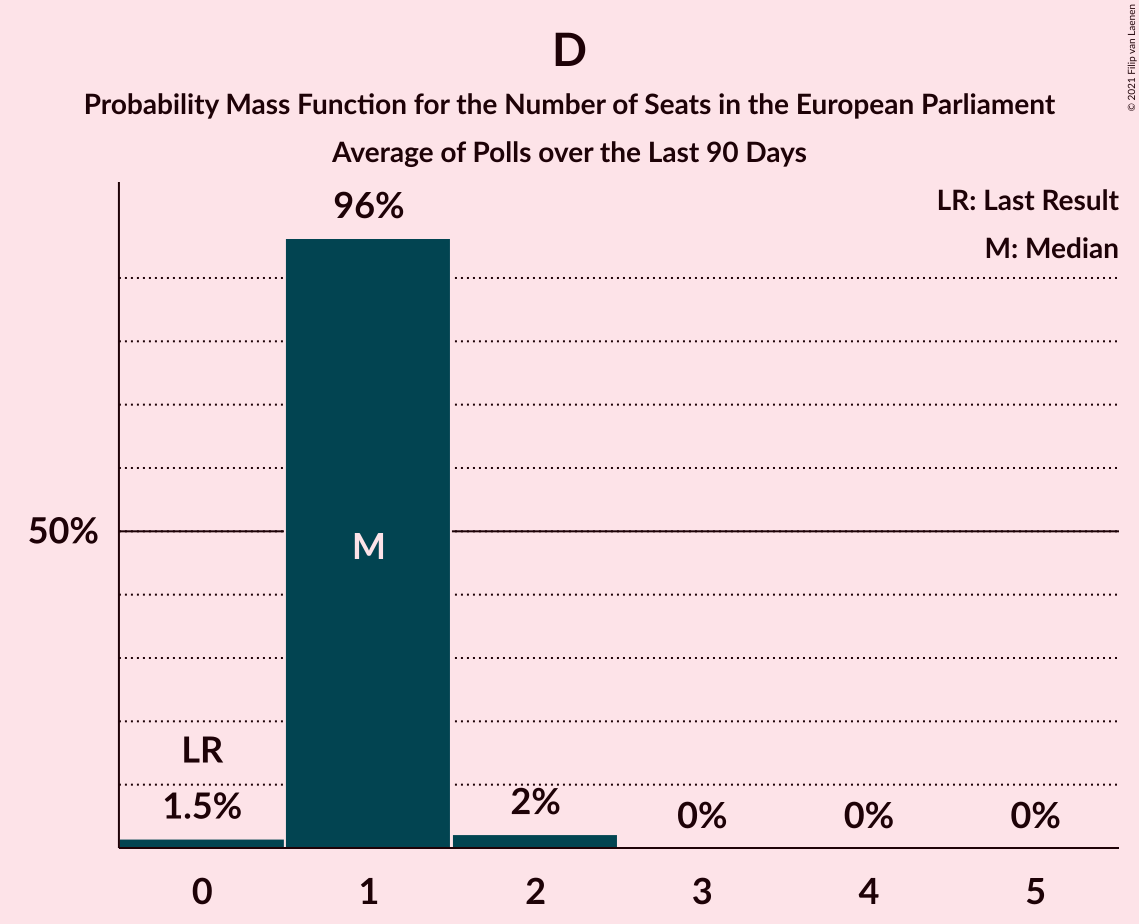 D
Probability Mass Function for the Number of Seats in the European Parliament
Average of Polls over the Last 90 Days
© 2021 Filip van Laenen
LR: Last Result
M: Median
96%
50%
M
LR
1.5%
2%
0%
0%
0%
0
1
2
3
4
5